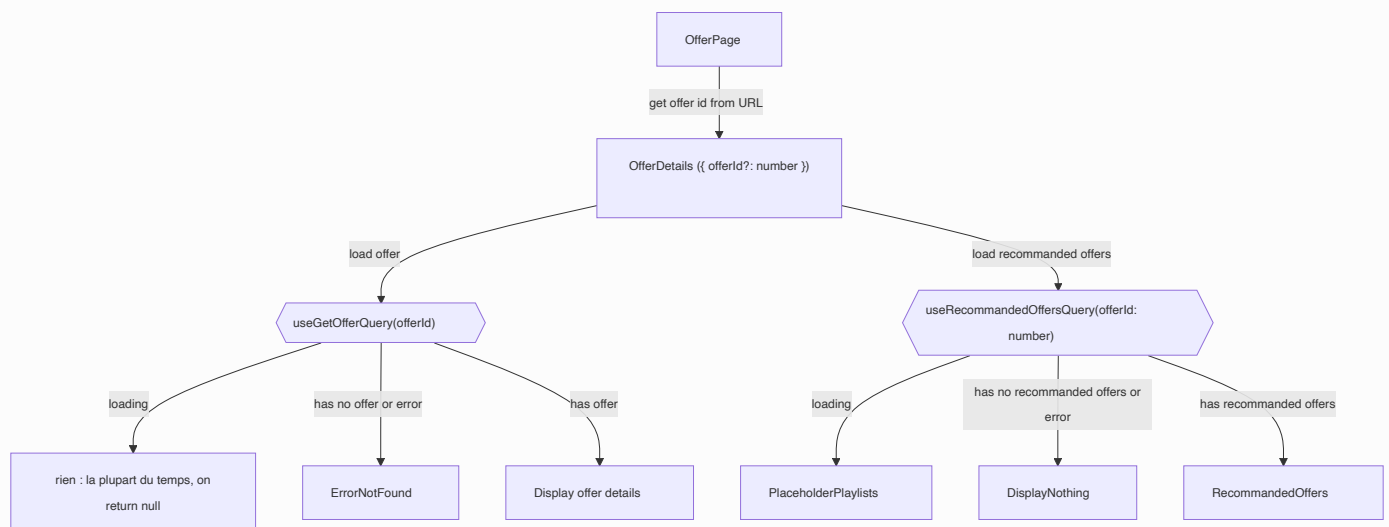 OfferPage
get offer id from URL
OfferDetails ({ offerId?: number })
load offer
load recommanded offers
useGetOfferQuery(offerId)
useRecommandedOffersQuery(offerId:
number)
loading
has no offer or error
has offer
loading
has no recommanded offers or
error
has recommanded offers
rien : la plupart du temps, on
return null
ErrorNotFound
Display offer details
PlaceholderPlaylists
DisplayNothing
RecommandedOffers